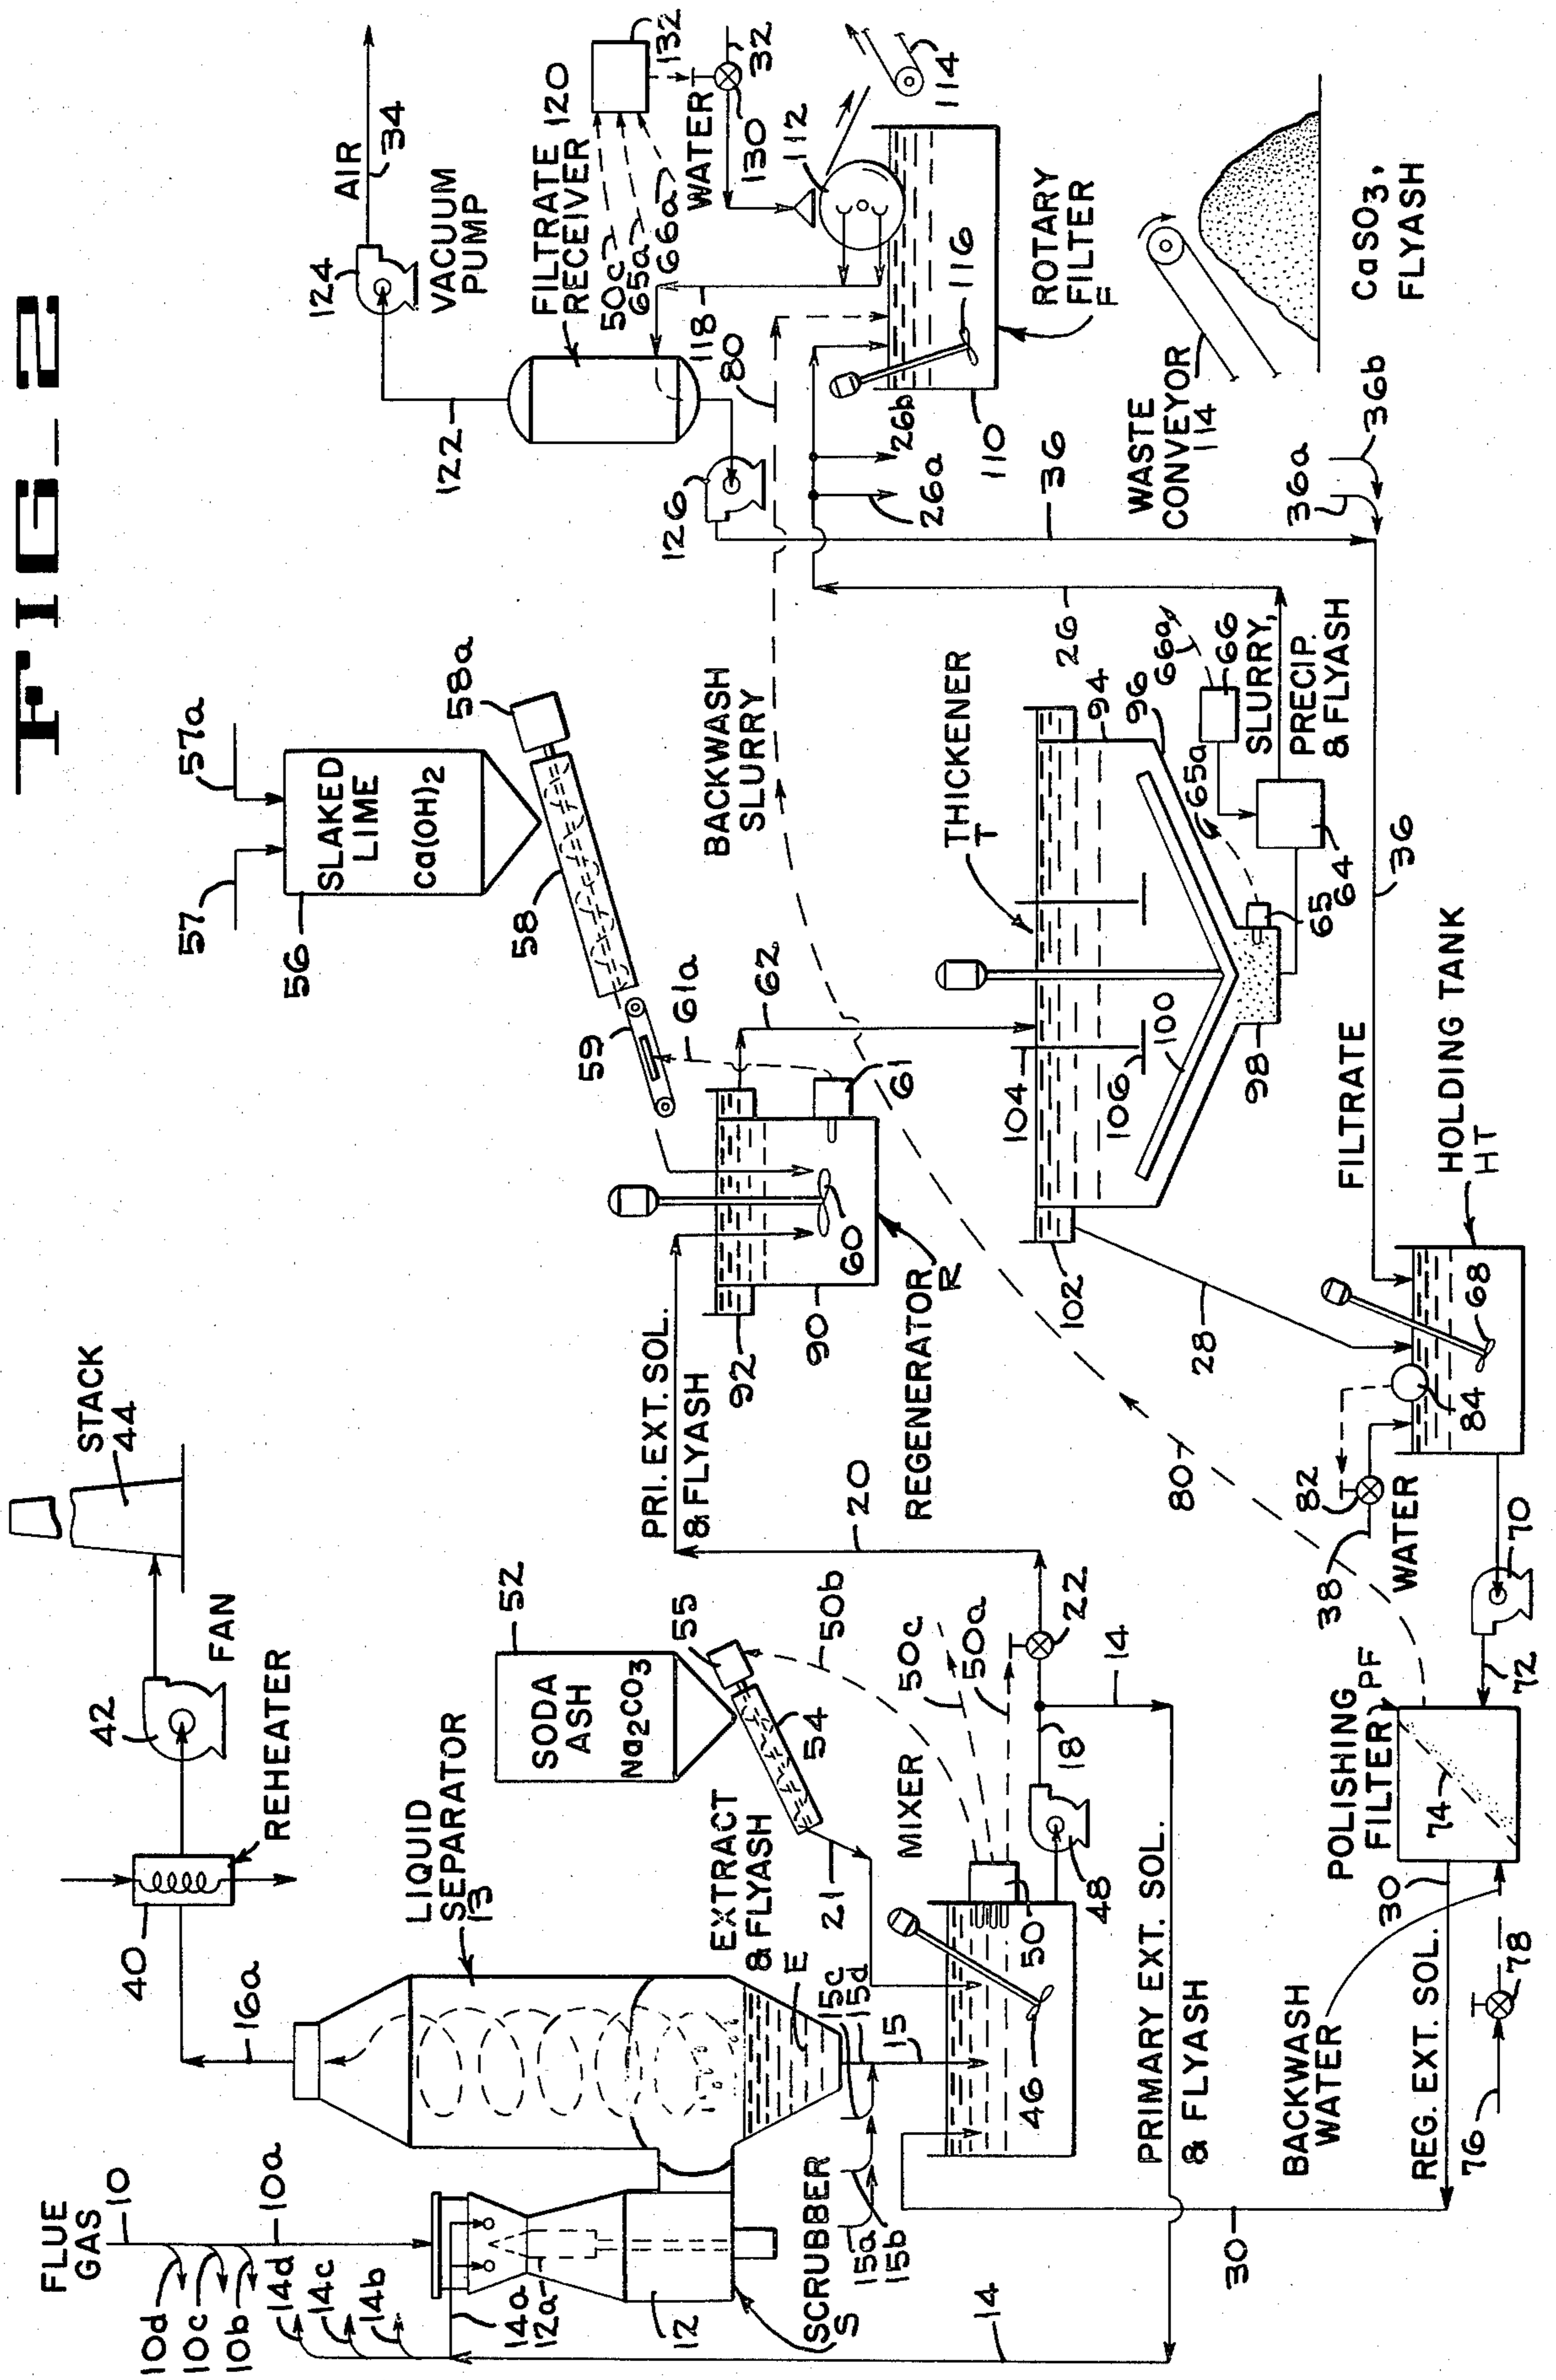 FIG_2
FLUE
GAS
10
10d
10c
10b
10a
14d
14c
14b
14a
12a
12
SCRUBBER
S
14
15a
15b
15c
15d
15
16a
40
REHEATER
42
FAN
STACK
44
LIQUID
SEPARATOR
13
EXTRACT
& FLYASH
E
21
SODA
ASH
Na2CO3
52
54
55
50b
50c
50a
MIXER
46
50
48
18
22
14
20
PRIMARY EXT. SOL.
& FLYASH
30
PRI. EXT. SOL.
& FLYASH
92
90
REGENERATOR
R
60
61
61a
62
59
58
58a
56
57
57a
SLAKED
LIME
Ca(OH)2
BACKWASH
SLURRY
80
THICKENER
T
104
106
100
102
98
94
96
65
65a
64
66
66a
26
SLURRY,
PRECIP.
& FLYASH
28
FILTRATE
36
HOLDING TANK
HT
68
84
82
WATER
38
70
72
POLISHING
FILTER
PF
74
30
REG. EXT. SOL.
BACKWASH
WATER
76
78
122
124
VACUUM
PUMP
AIR
34
FILTRATE
RECEIVER 120
50c
65a
66a
132
WATER
130
32
112
114
118
80
126
26a
26b
110
116
ROTARY
FILTER
F
36
WASTE
CONVEYOR
114
36a
36b
CaSO3,
FLYASH